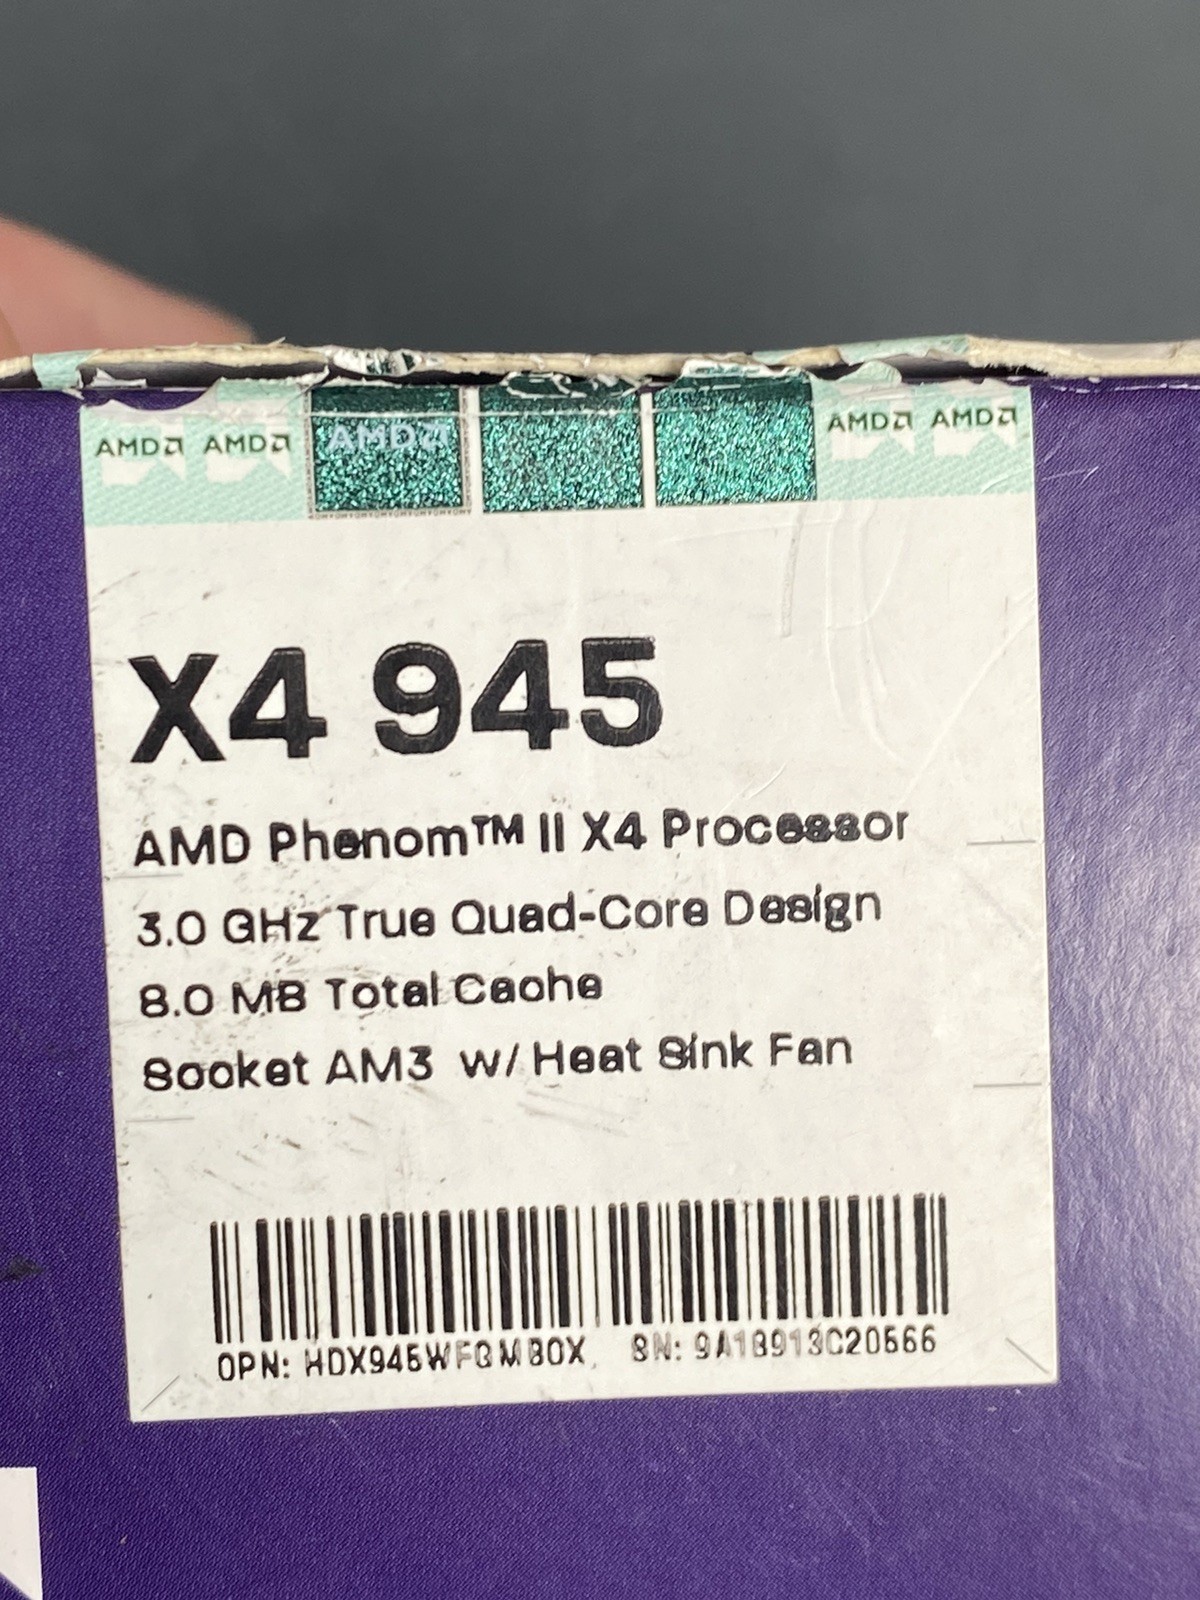 AMD AMD AMD AMD AMD
X4 945
AMD Phenom™ II X4 Processor
3.0 GHz True Quad-Core Design
8.0 MB Total Cache
Socket AM3 w/ Heat Sink Fan
OPN: HDX945WFGMBOX SN: 9A18913C20566